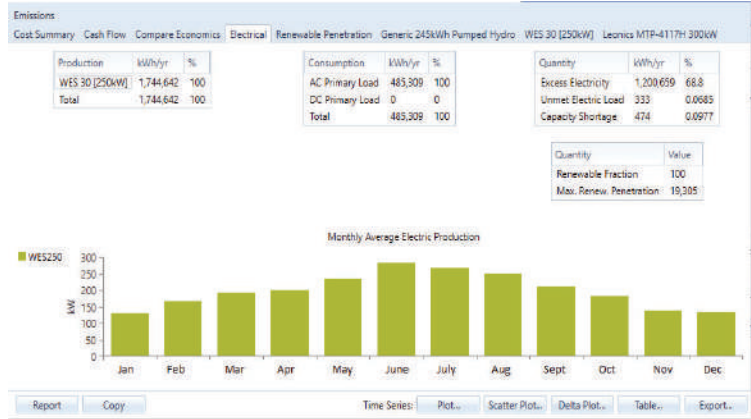 Emissions
Cost Summary Cash Flow Compare Economics Electrical Renewable Penetration Generic 245kWh Pumped Hydro WES 30 [250kW] Leonics MTP-4117H 300kW
Production kWh/yr %
WES 30 [250kW] 1,744,642 100
Total 1,744,642 100
Consumption kWh/yr %
AC Primary Load 485,309 100
DC Primary Load 0 0
Total 485,309 100
Quantity kWh/yr %
Excess Electricity 1,200,659 68.8
Unmet Electric Load 333 0.0685
Capacity Shortage 474 0.0977
Quantity Value
Renewable Fraction 100
Max. Renew. Penetration 19,305
Monthly Average Electric Production
WES250
kW
300
250
200
150
100
50
0
Jan Feb Mar Apr May June July Aug Sept Oct Nov Dec
Report Copy Time Series: Plot... Scatter Plot... Delta Plot... Table... Export...